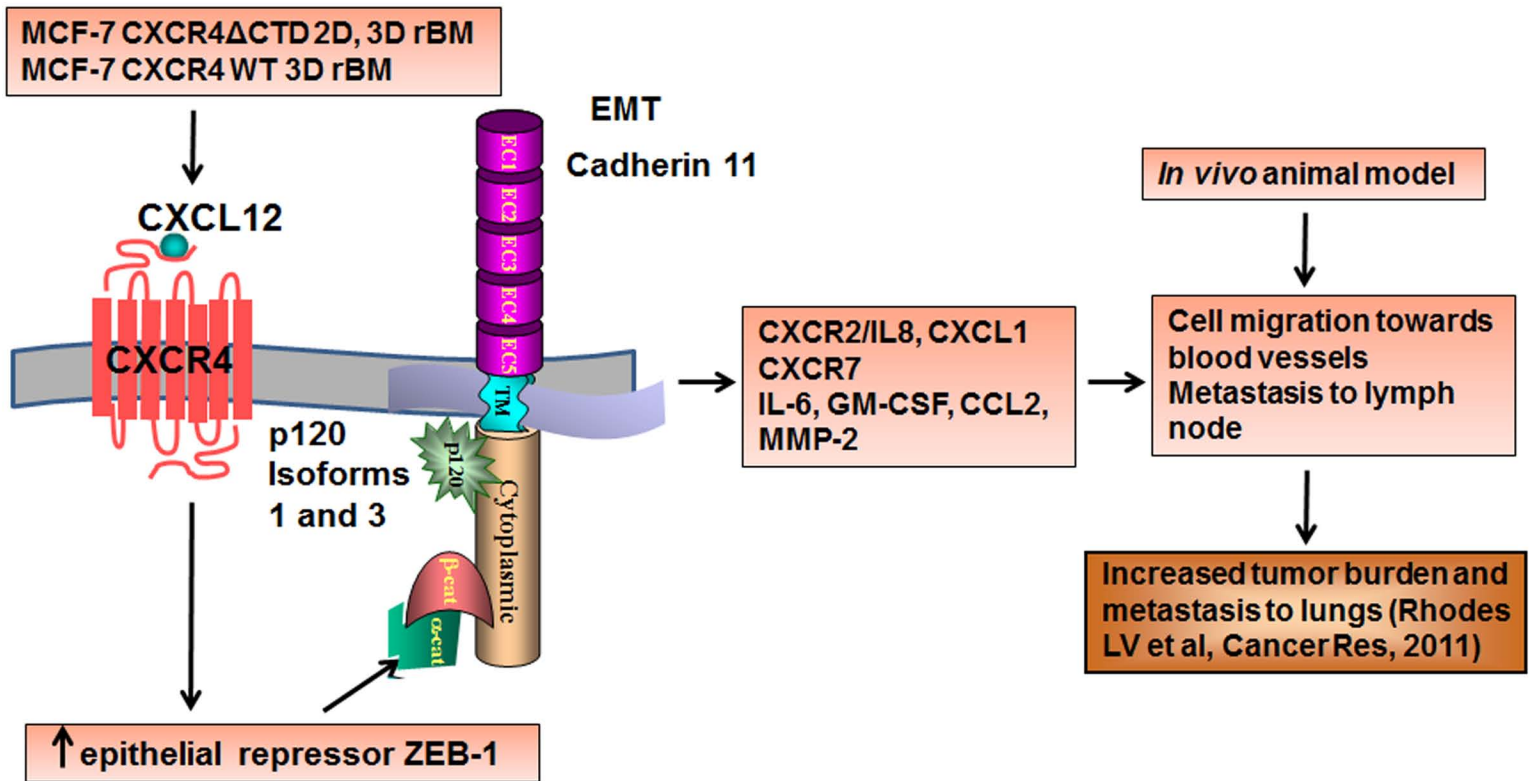 MCF-7 CXCR4ΔCTD 2D, 3D rBM
MCF-7 CXCR4 WT 3D rBM
CXCL12
CXCR4
EMT
Cadherin 11
EC1
EC2
EC3
EC4
EC5
TM
p120
Isoforms
1 and 3
p120
Cytoplasmic
β-cat
α-cat
↑ epithelial repressor ZEB-1
CXCR2/IL8, CXCL1
CXCR7
IL-6, GM-CSF, CCL2,
MMP-2
In vivo animal model
Cell migration towards
blood vessels
Metastasis to lymph
node
Increased tumor burden and
metastasis to lungs (Rhodes
LV et al, Cancer Res, 2011)